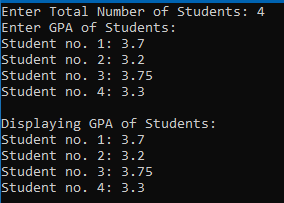 Enter Total Number of Students: 4
Enter GPA of Students:
Student no. 1: 3.7
Student no. 2: 3.2
Student no. 3: 3.75
Student no. 4: 3.3
Displaying GPA of Students:
Student no. 1: 3.7
Student no. 2: 3.2
Student no. 3: 3.75
Student no. 4: 3.3